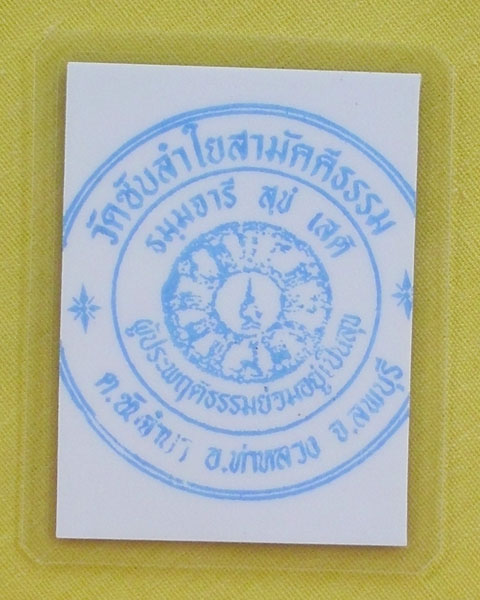 วัดซับลำใยสามัคคีธรรม
ธมฺมจารี สุขํ เสติ
ผู้ประพฤติธรรมย่อมอยู่เป็นสุข
ต.ซับจำปา อ.ท่าหลวง จ.ลพบุรี